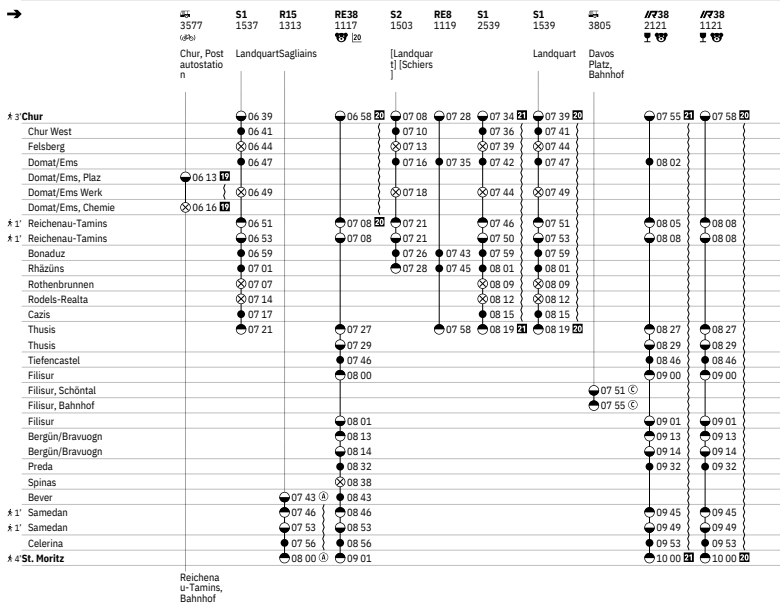 S1 R15 RE38 S2 RE8 S1 S1 IR38 IR38
3577 1537 1313 1117 1503 1119 2539 1539 3805 2121 1121
20
Chur, Post Landquart Sagliains [Landquar Landquart Davos
autostatio t] [Schiers Platz,
n ] Bahnhof
3' Chur 06 39 06 58 20 07 08 07 28 07 34 21 07 39 20 07 55 21 07 58 20
Chur West 06 41 07 10 07 36 07 41
Felsberg 06 44 07 13 07 39 07 44
Domat/Ems 06 47 07 16 07 35 07 42 07 47 08 02
Domat/Ems, Plaz 06 13 19
Domat/Ems Werk 06 49 07 18 07 44 07 49
Domat/Ems, Chemie 06 16 19
1' Reichenau-Tamins 06 51 07 08 20 07 21 07 46 07 51 08 05 08 08
1' Reichenau-Tamins 06 53 07 08 07 21 07 50 07 53 08 08 08 08
Bonaduz 06 59 07 26 07 43 07 59 07 59
Rhäzüns 07 01 07 28 07 45 08 01 08 01
Rothenbrunnen 07 07 08 09 08 09
Rodels-Realta 07 14 08 12 08 12
Cazis 07 17 08 15 08 15
Thusis 07 21 07 27 07 58 08 19 21 08 19 20 08 27 08 27
Thusis 07 29 08 29 08 29
Tiefencastel 07 46 08 46 08 46
Filisur 08 00 09 00 09 00
Filisur, Schöntal 07 51 Ⓒ
Filisur, Bahnhof 07 55 Ⓒ
Filisur 08 01 09 01 09 01
Bergün/Bravuogn 08 13 09 13 09 13
Bergün/Bravuogn 08 14 09 14 09 14
Preda 08 32 09 32 09 32
Spinas 08 38
Bever 07 43 Ⓐ 08 43
1' Samedan 07 46 08 46 09 45 09 45
1' Samedan 07 53 08 53 09 49 09 49
Celerina 07 56 08 56 09 53 09 53
4' St. Moritz 08 00 Ⓐ 09 01 10 00 21 10 00 20
Reichena
u-Tamins,
Bahnhof